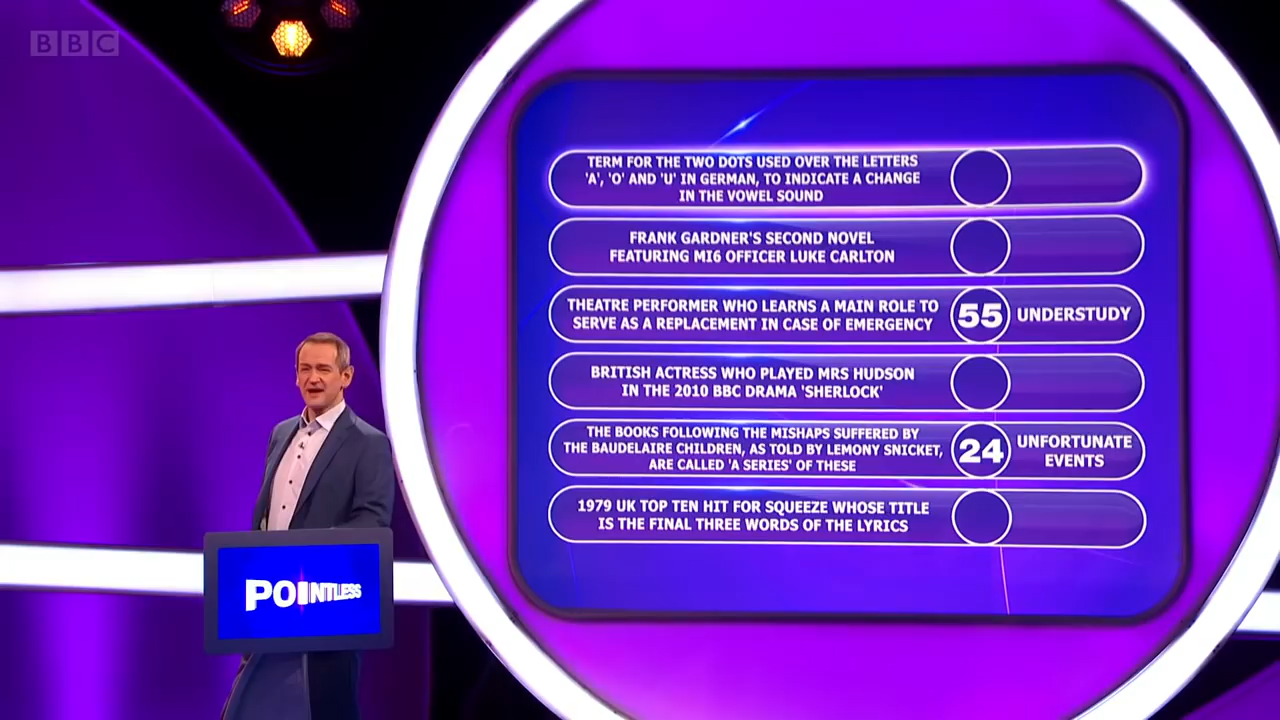 BBC
TERM FOR THE TWO DOTS USED OVER THE LETTERS
'A', 'O' AND 'U' IN GERMAN, TO INDICATE A CHANGE
IN THE VOWEL SOUND
FRANK GARDNER'S SECOND NOVEL
FEATURING MI6 OFFICER LUKE CARLTON
THEATRE PERFORMER WHO LEARNS A MAIN ROLE TO
SERVE AS A REPLACEMENT IN CASE OF EMERGENCY
55
UNDERSTUDY
BRITISH ACTRESS WHO PLAYED MRS HUDSON
IN THE 2010 BBC DRAMA 'SHERLOCK'
THE BOOKS FOLLOWING THE MISHAPS SUFFERED BY
THE BAUDELAIRE CHILDREN, AS TOLD BY LEMONY SNICKET,
ARE CALLED 'A SERIES' OF THESE
24
UNFORTUNATE
EVENTS
1979 UK TOP TEN HIT FOR SQUEEZE WHOSE TITLE
IS THE FINAL THREE WORDS OF THE LYRICS
POINTLESS